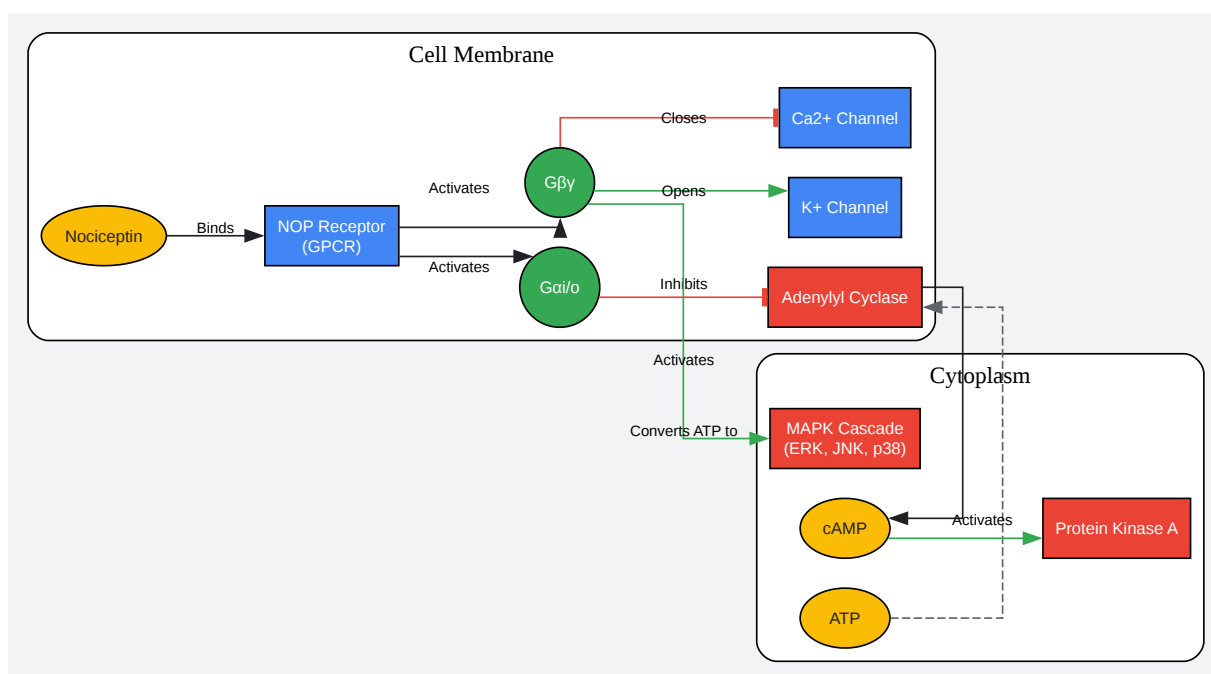 Cell Membrane
Closes
Ca2+ Channel
Gβγ
Activates
Opens
K+ Channel
Nociceptin
Binds
NOP Receptor
(GPCR)
Activates
Gαi/o
Inhibits
Adenylyl Cyclase
Activates
Cytoplasm
Converts ATP to
MAPK Cascade
(ERK, JNK, p38)
cAMP
Activates
Protein Kinase A
ATP